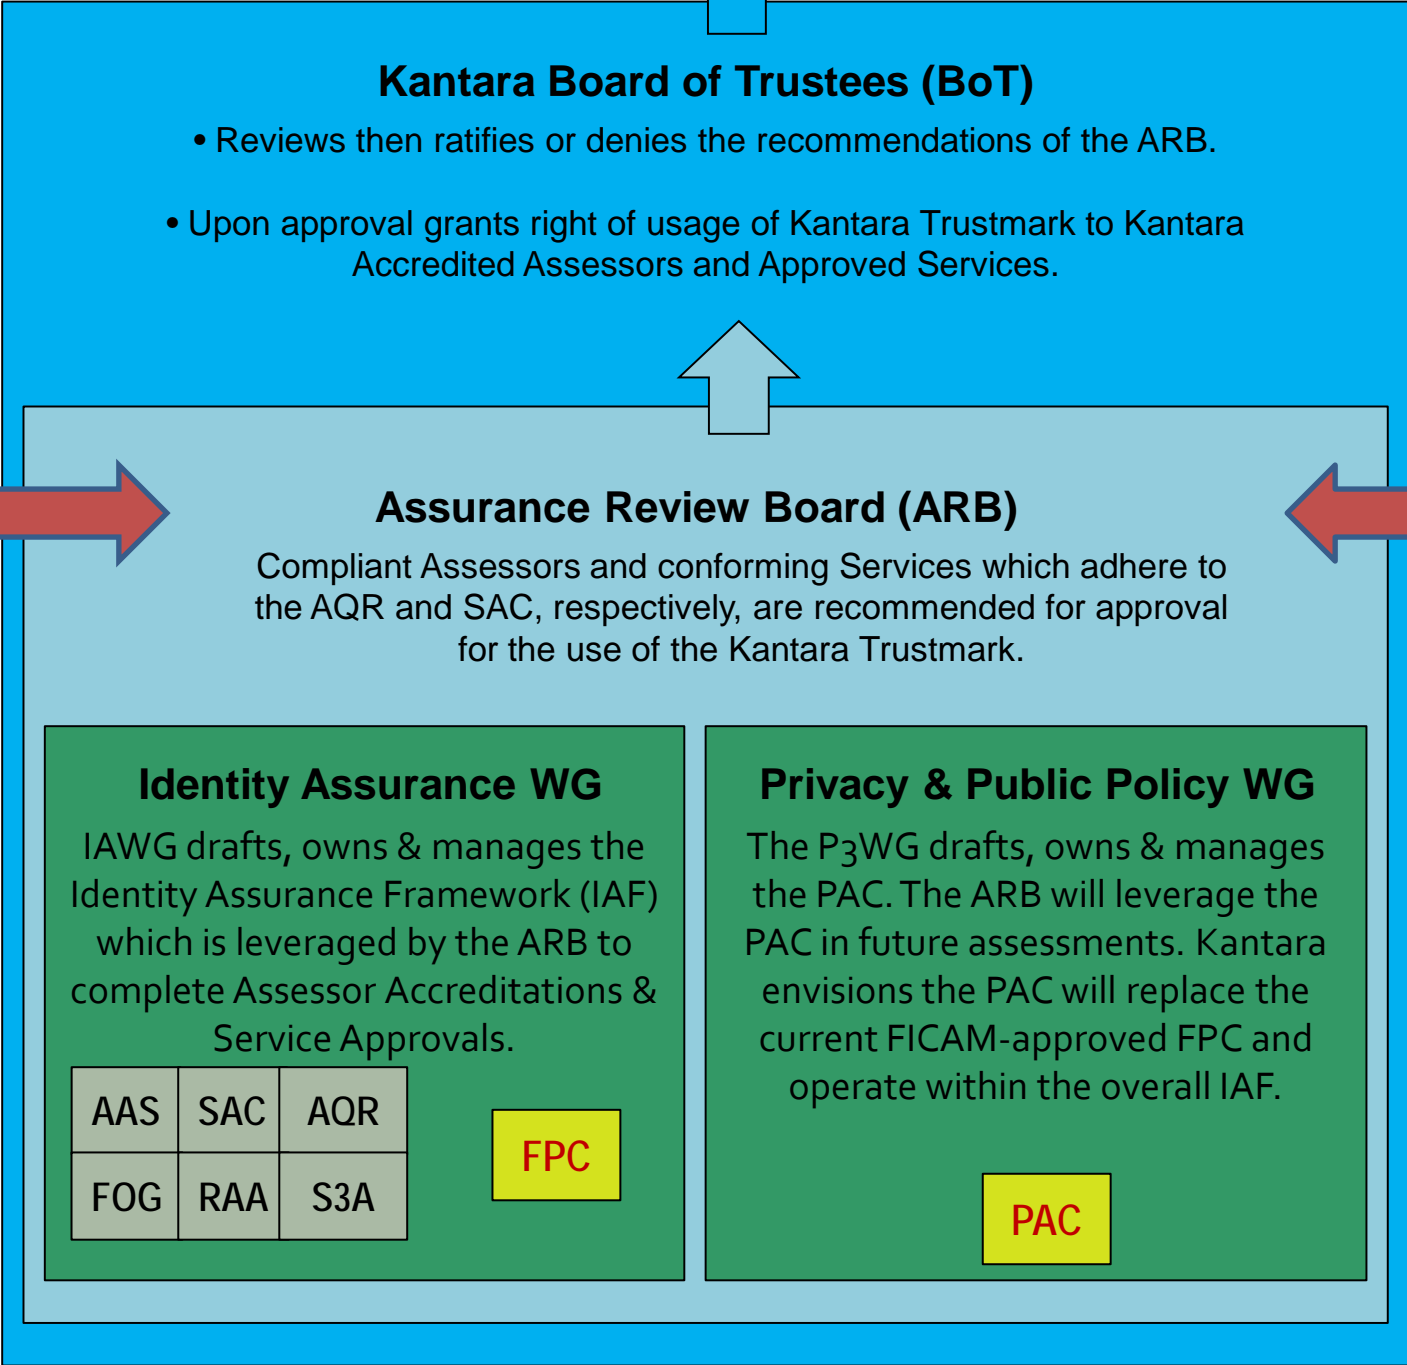 Kantara Board of Trustees (BoT)
• Reviews then ratifies or denies the recommendations of the ARB.
• Upon approval grants right of usage of Kantara Trustmark to Kantara
Accredited Assessors and Approved Services.
Assurance Review Board (ARB)
Compliant Assessors and conforming Services which adhere to
the AQR and SAC, respectively, are recommended for approval
for the use of the Kantara Trustmark.
Identity Assurance WG
IAWG drafts, owns & manages the
Identity Assurance Framework (IAF)
which is leveraged by the ARB to
complete Assessor Accreditations &
Service Approvals.
AAS SAC AQR
FOG RAA S3A
FPC
Privacy & Public Policy WG
The P3WG drafts, owns & manages
the PAC. The ARB will leverage the
PAC in future assessments. Kantara
envisions the PAC will replace the
current FICAM-approved FPC and
operate within the overall IAF.
PAC